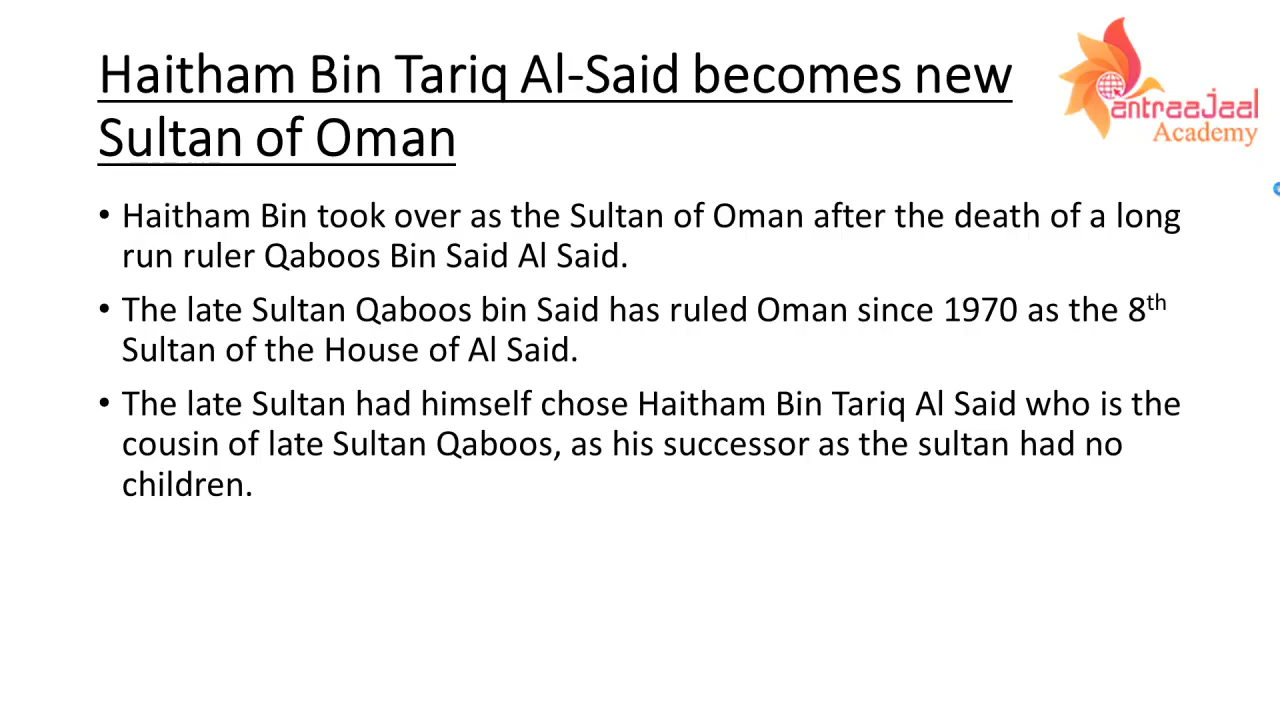 Haitham Bin Tariq Al-Said becomes new
Sultan of Oman
antraajaal
Academy
• Haitham Bin took over as the Sultan of Oman after the death of a long
run ruler Qaboos Bin Said Al Said.
• The late Sultan Qaboos bin Said has ruled Oman since 1970 as the 8th
Sultan of the House of Al Said.
• The late Sultan had himself chose Haitham Bin Tariq Al Said who is the
cousin of late Sultan Qaboos, as his successor as the sultan had no
children.